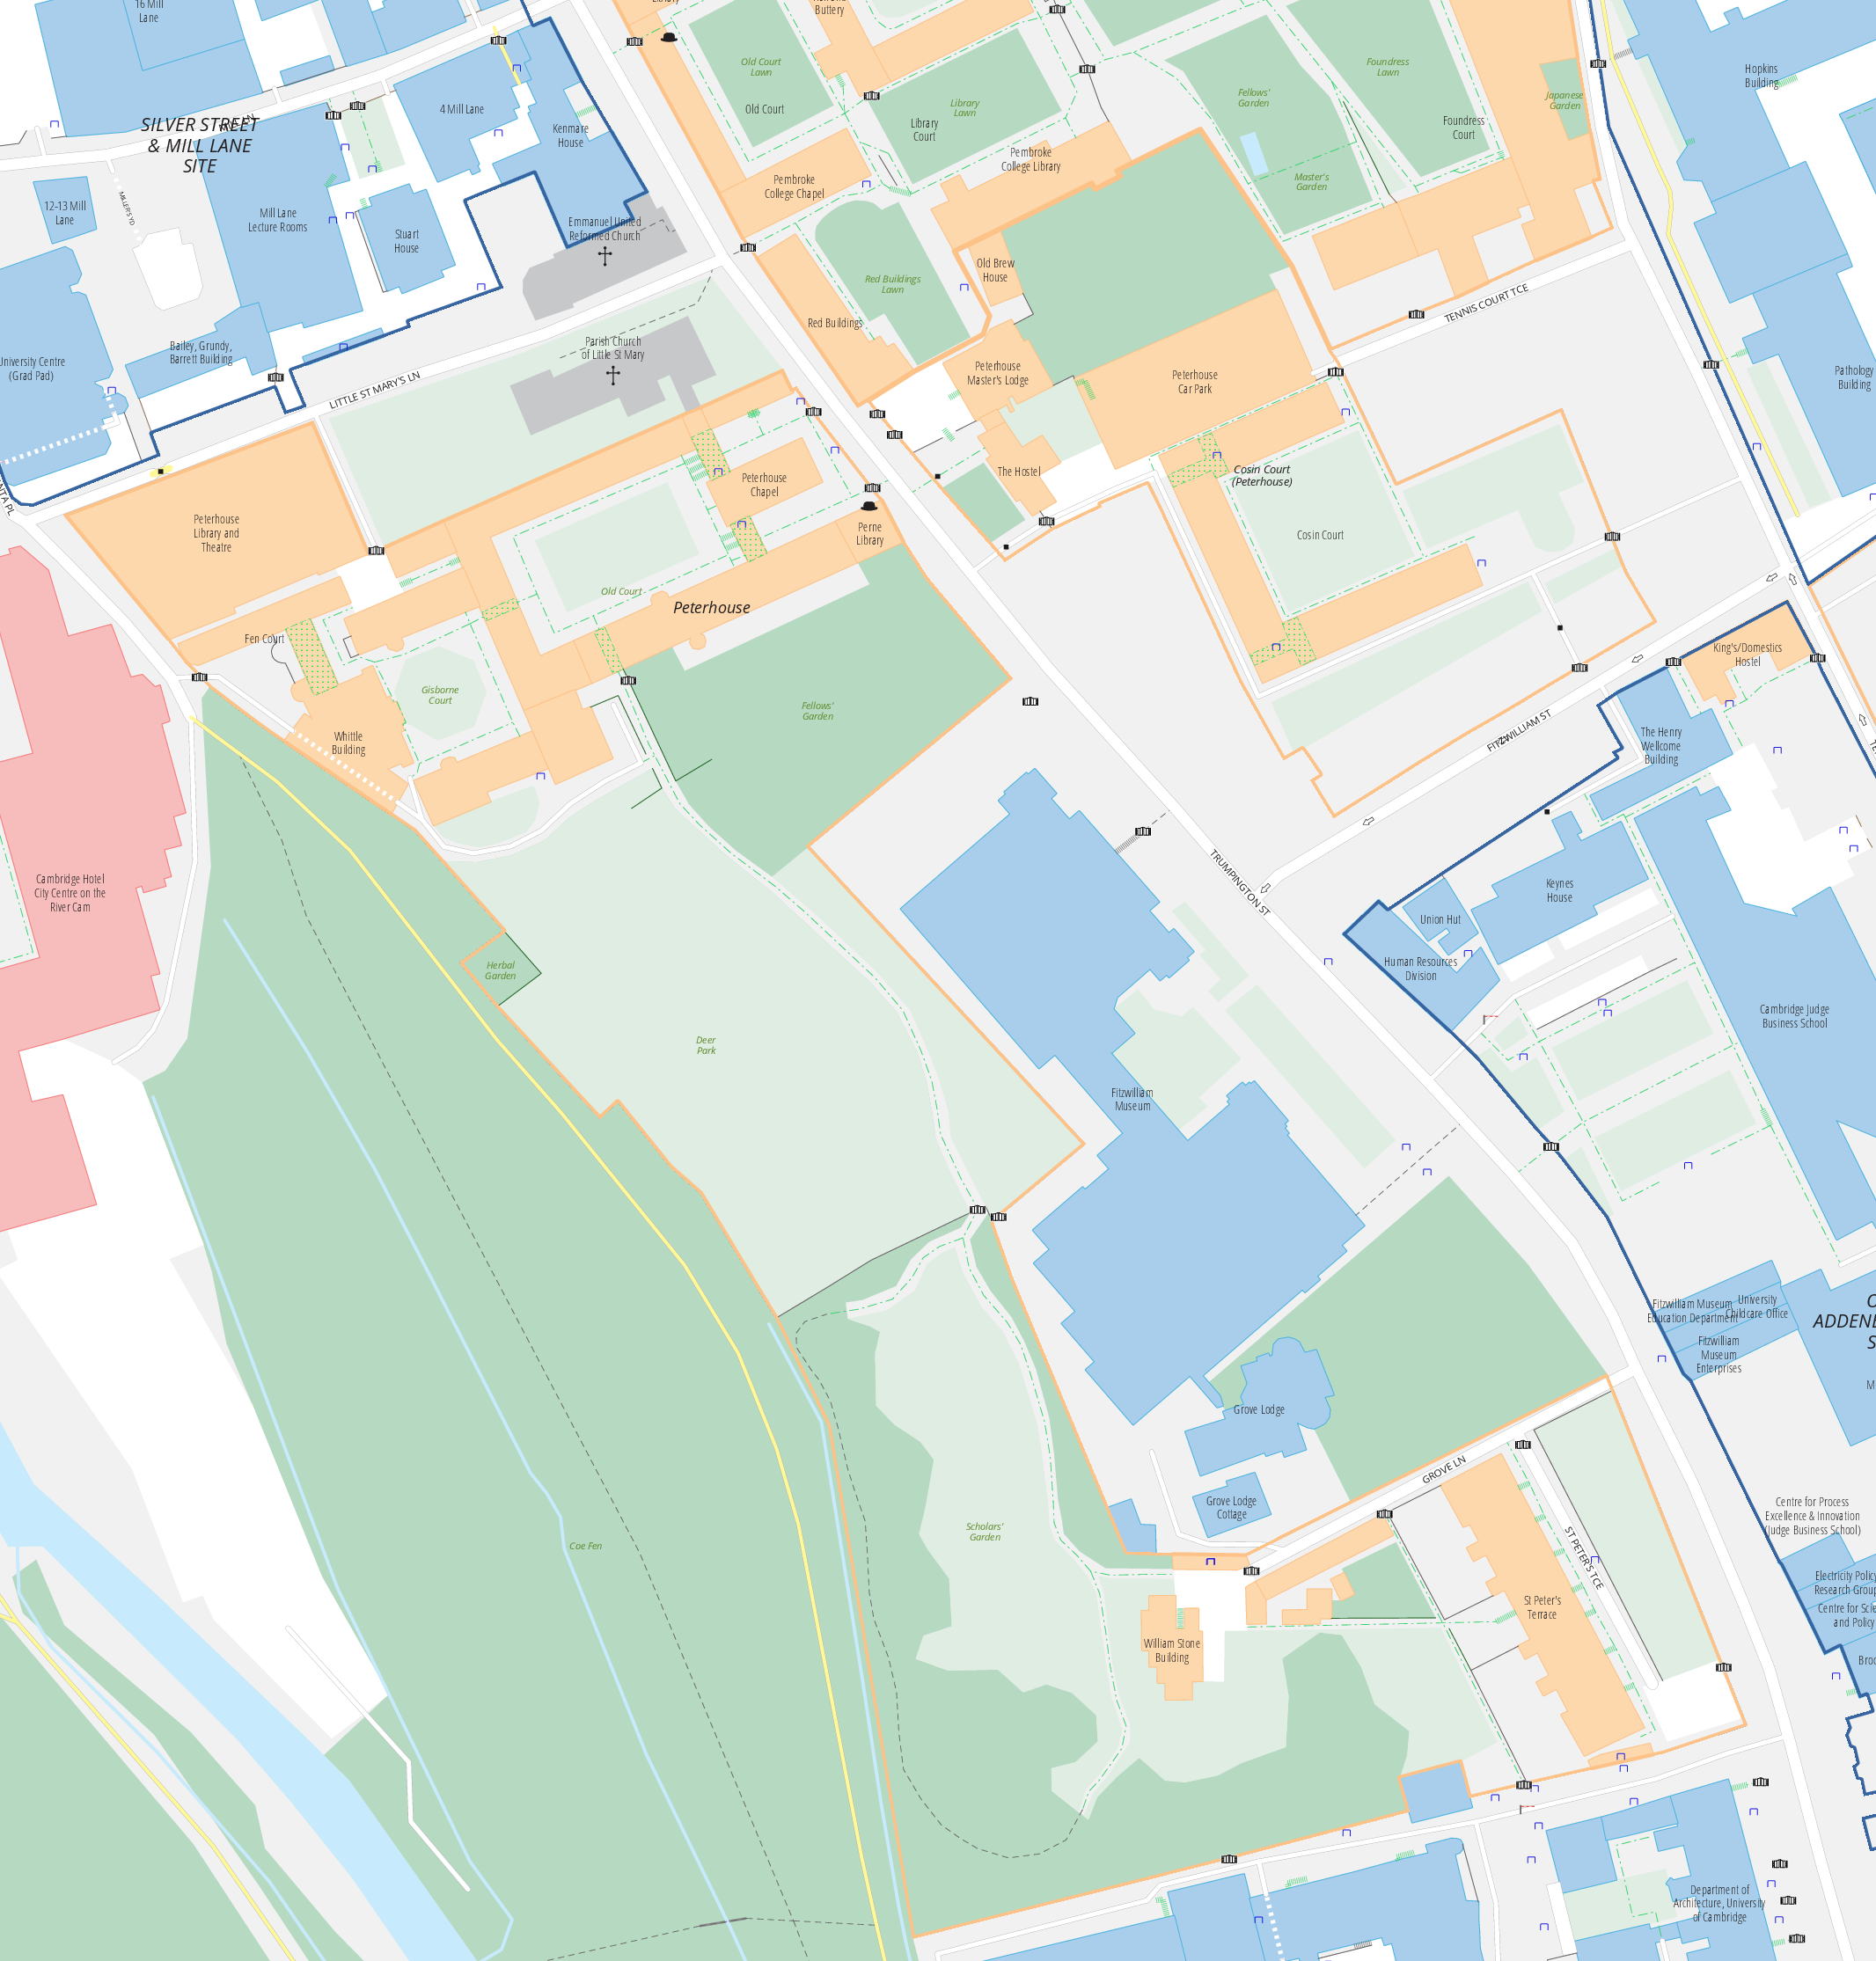 16 Mill
Lane
Buttery
Old Court
Lawn
Old Court
Library
Lawn
Library
Court
Foundress
Lawn
Foundress
Court
Fellows'
Garden
Japanese
Garden
Hopkins
Building
SILVER STREET
& MILL LANE
SITE
4 Mill Lane
Kenmare
House
Pembroke
College Library
Pembroke
College Chapel
Master's
Garden
12-13 Mill
Lane
MILLERS YD
Mill Lane
Lecture Rooms
Stuart
House
Emmanuel United
Reformed Church
Old Brew
House
Red Buildings
Lawn
Red Buildings
TENNIS COURT TCE
University Centre
(Grad Pad)
Bailey, Grundy,
Barrett Building
Parish Church
of Little St Mary
LITTLE ST MARY'S LN
Peterhouse
Master's Lodge
Peterhouse
Car Park
Pathology
Building
The Hostel
Cosin Court
(Peterhouse)
Cosin Court
Peterhouse
Chapel
Perne
Library
Peterhouse
Library and
Theatre
Old Court
Peterhouse
Fen Court
Gisborne
Court
Whittle
Building
Fellows'
Garden
King's/Domestics
Hostel
The Henry
Wellcome
Building
FITZWILLIAM ST
TRUMPINGTON ST
Cambridge Hotel
City Centre on the
River Cam
Keynes
House
Union Hut
Human Resources
Division
Herbal
Garden
Deer
Park
Cambridge Judge
Business School
Fitzwilliam
Museum
Fitzwilliam Museum
Education Department
University
Childcare Office
Fitzwilliam
Museum
Enterprises
Grove Lodge
GROVE LN
Grove Lodge
Cottage
Centre for Process
Excellence & Innovation
(Judge Business School)
Coe Fen
Scholars'
Garden
ST PETER'S TCE
St Peter's
Terrace
William Stone
Building
Electricity Policy
Research Group
Centre for Scie
and Policy
Broo
Department of
Architecture, University
of Cambridge